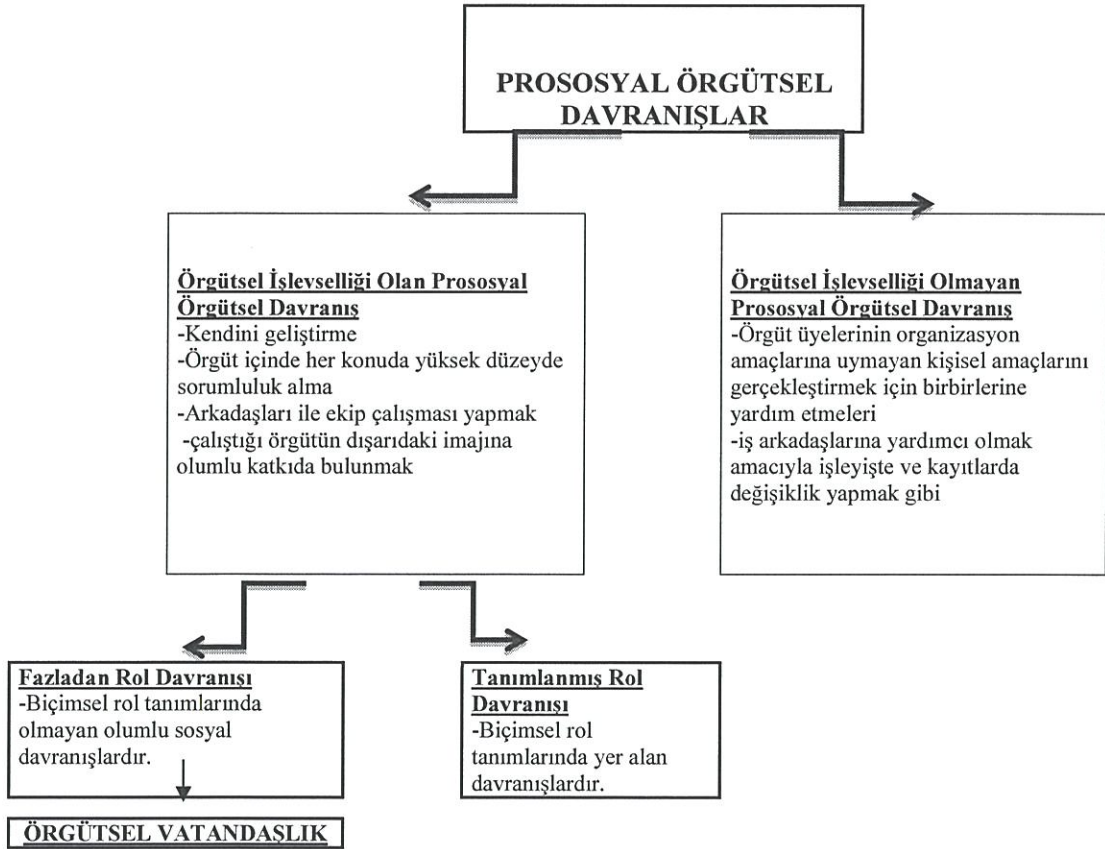 PROSOSYAL ÖRGÜTSEL
DAVRANIŞLAR
Örgütsel İşlevselliği Olan Prososyal
Örgütsel Davranış
-Kendini geliştirme
-Örgüt içinde her konuda yüksek düzeyde
sorumluluk alma
-Arkadaşları ile ekip çalışması yapmak
-çalıştığı örgütün dışarıdaki imajına
olumlu katkıda bulunmak
Örgütsel İşlevselliği Olmayan
Prososyal Örgütsel Davranış
-Örgüt üyelerinin organizasyon
amaçlarına uymayan kişisel amaçlarını
gerçekleştirmek için birbirlerine
yardım etmeleri
-iş arkadaşlarına yardımcı olmak
amacıyla işleyişte ve kayıtlarda
değişiklik yapmak gibi
Fazladan Rol Davranışı
-Biçimsel rol tanımlarında
olmayan olumlu sosyal
davranışlardır.
Tanımlanmış Rol
Davranışı
-Biçimsel rol
tanımlarında yer alan
davranışlardır.
ÖRGÜTSEL VATANDAŞLIK